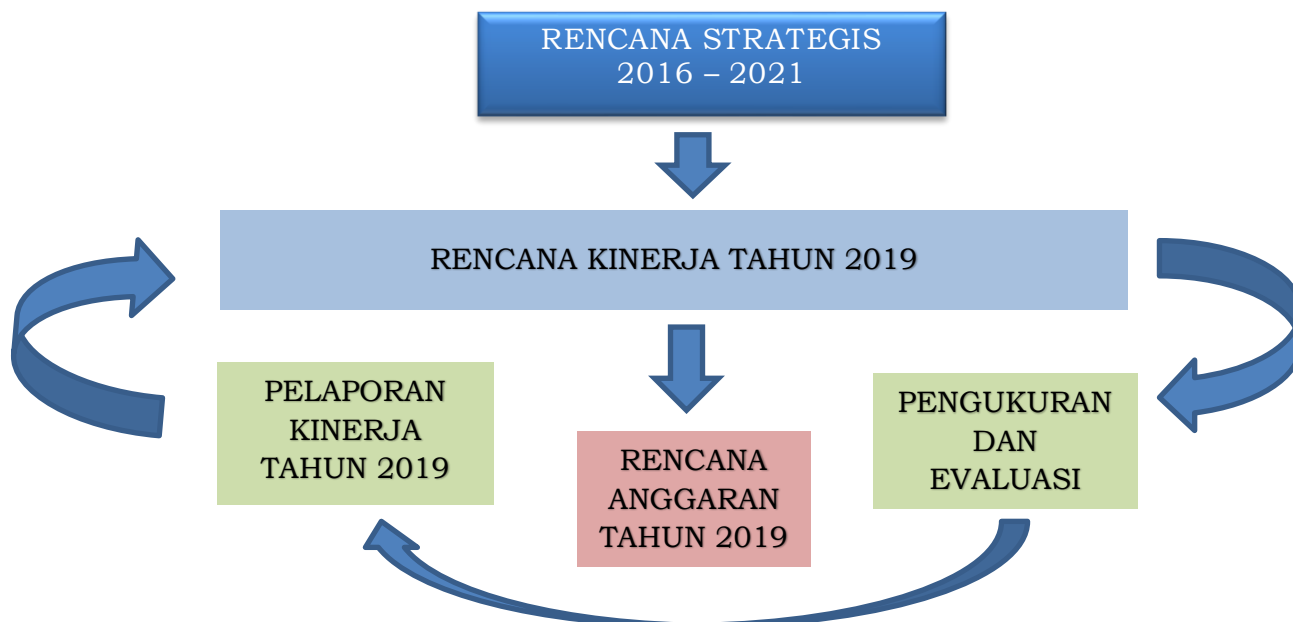 RENCANA STRATEGIS
2016 – 2021
RENCANA KINERJA TAHUN 2019
PELAPORAN
KINERJA
TAHUN 2019
RENCANA
ANGGARAN
TAHUN 2019
PENGUKURAN
DAN
EVALUASI